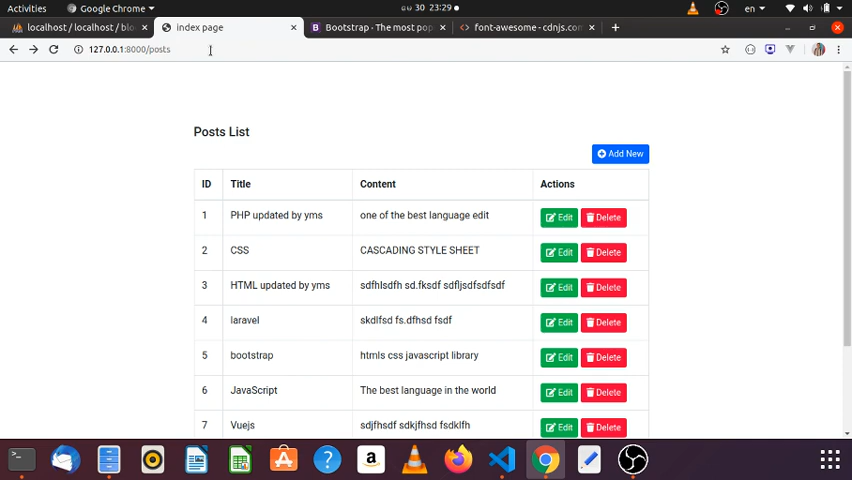 Activities Google Chrome 30 23:29 en
localhost / localhost / blo index page Bootstrap · The most pop font-awesome - cdnjs.com
127.0.0.1:8000/posts
Posts List
Add New
ID Title Content Actions
1 PHP updated by yms one of the best language edit Edit Delete
2 CSS CASCADING STYLE SHEET Edit Delete
3 HTML updated by yms sdfhlsdfh sd.fksdf sdfljsdfsdfsdf Edit Delete
4 laravel skdlfsd fs.dfhsd fsdf Edit Delete
5 bootstrap htmls css javascript library Edit Delete
6 JavaScript The best language in the world Edit Delete
7 Vuejs sdjfhsdf sdkjfhsd fsdklfh Edit Delete